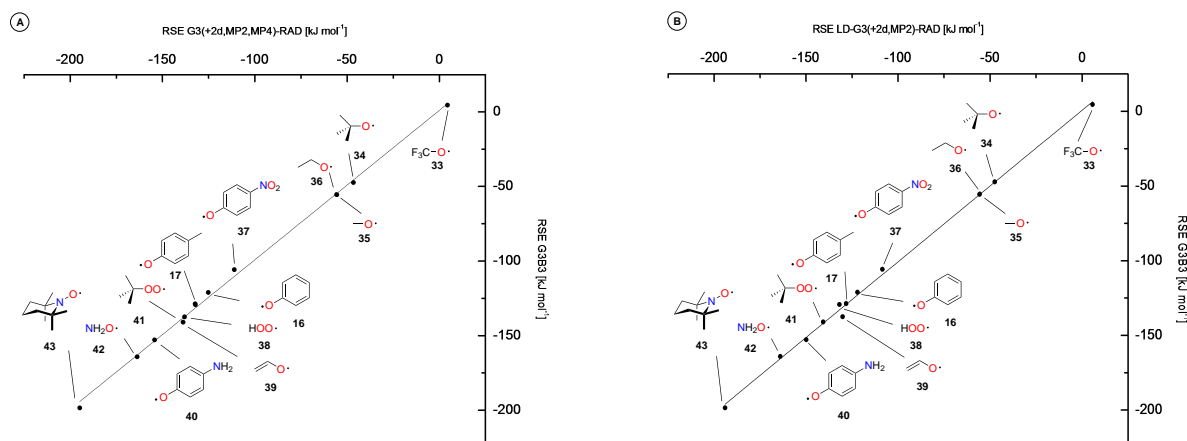 A
RSE G3(+2d,MP2,MP4)-RAD [kJ mol-1]
-200 -150 -100 -50 0
0
-50
-100
-150
-200
RSE G3B3 [kJ mol-1]
O•
34
O•
36
F3C–O•
33
NO2
•O
37
O•
35
•O
17
OO•
41
•O
16
N O•
43
NH2O•
42
HOO•
38
NH2
•O
40
O•
39
B
RSE LD-G3(+2d,MP2)-RAD [kJ mol-1]
-200 -150 -100 -50 0
0
-50
-100
-150
-200
RSE G3B3 [kJ mol-1]
O•
34
O•
36
F3C–O•
33
NO2
•O
37
O•
35
•O
17
OO•
41
•O
16
N O•
43
NH2O•
42
HOO•
38
NH2
•O
40
O•
39